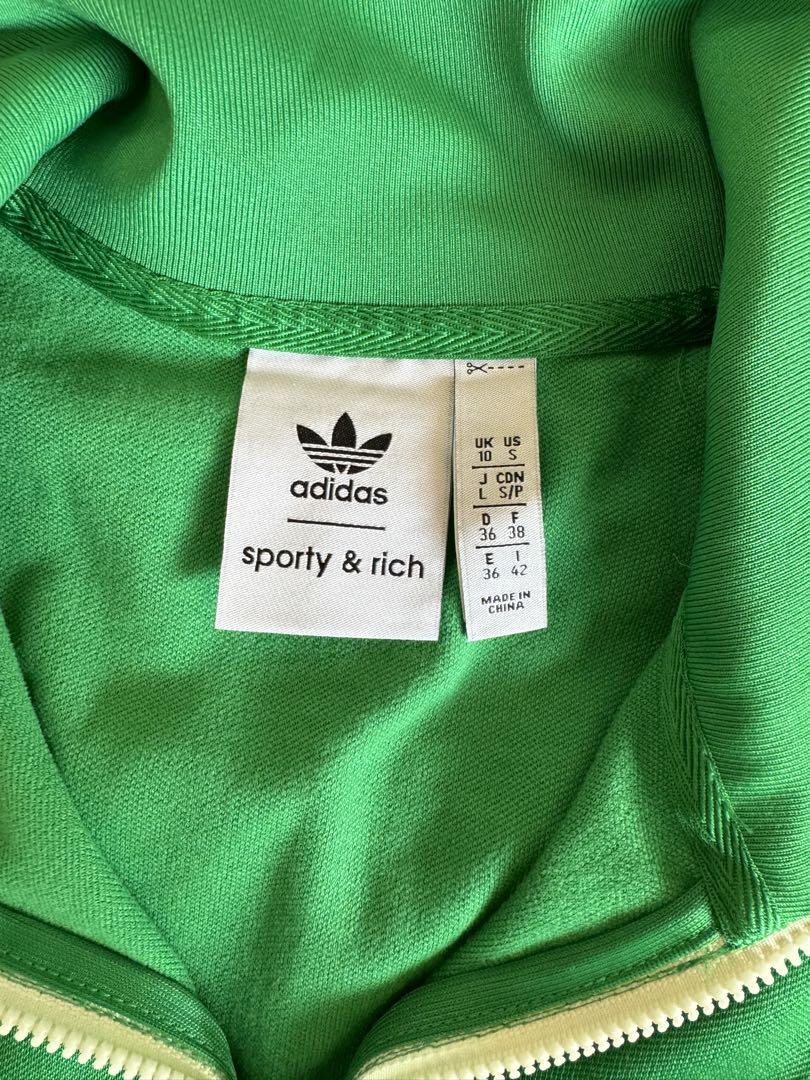 adidas
sporty & rich
UK US
10 S
J CDN
L S/P
D F
36 38
E I
36 42
MADE IN
CHINA